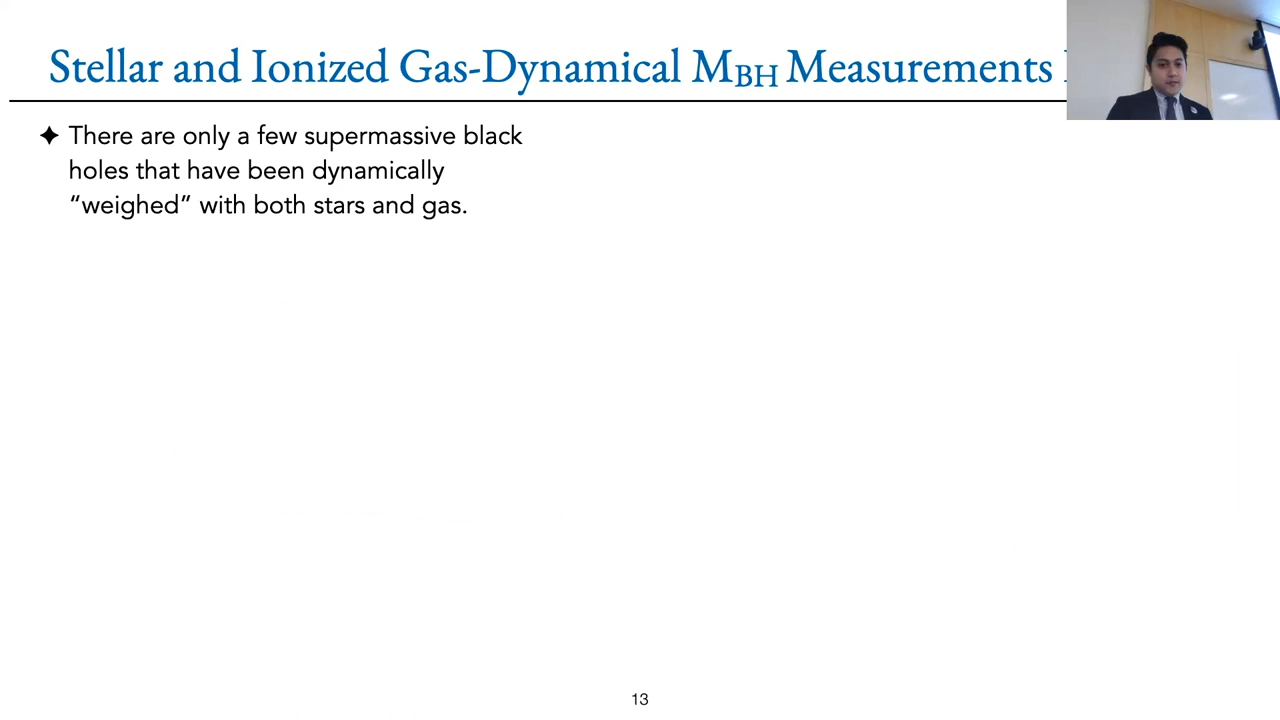 Stellar and Ionized Gas-Dynamical MBH Measurements
✦ There are only a few supermassive black
holes that have been dynamically
“weighed” with both stars and gas.
13